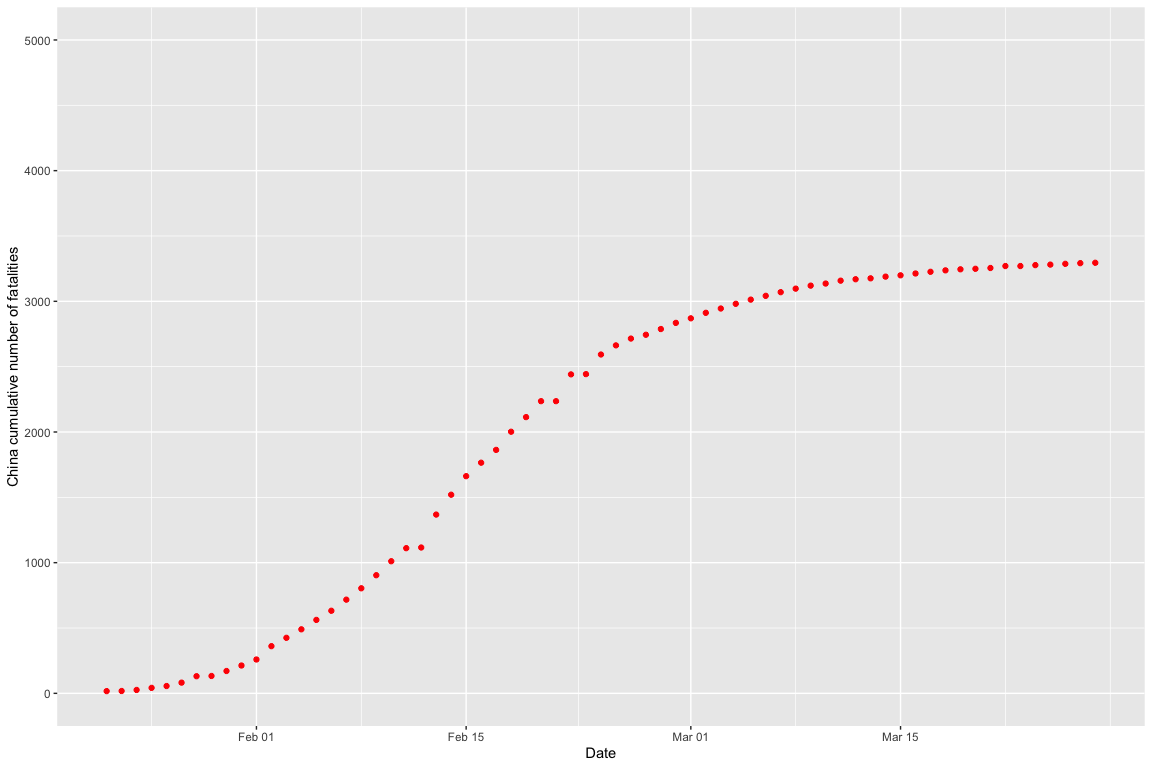 5000
4000
3000
2000
1000
0
China cumulative number of fatalities
Feb 01
Feb 15
Mar 01
Mar 15
Date